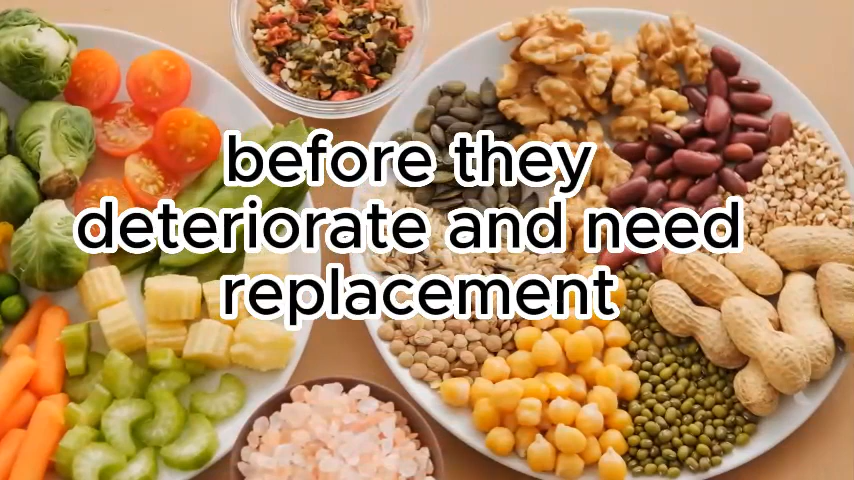 before they
deteriorate and need
replacement